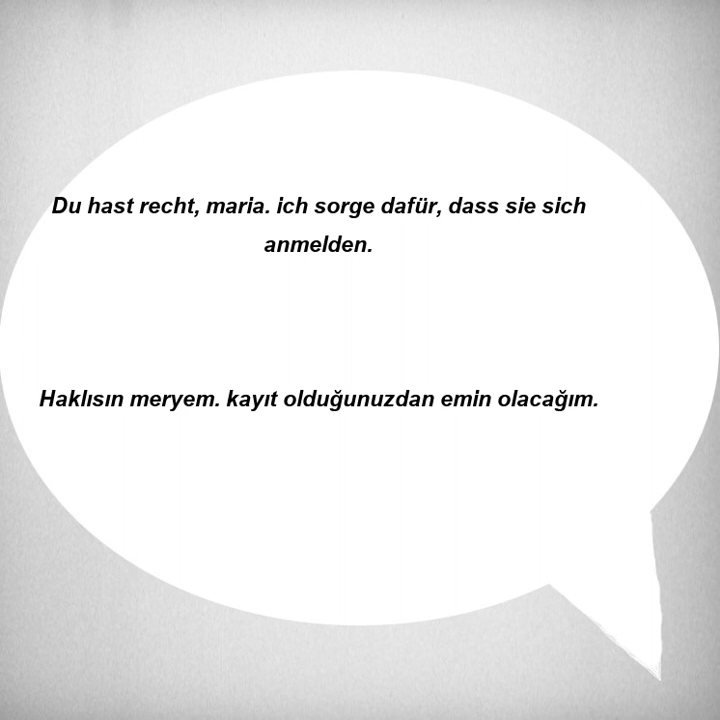 Du hast recht, maria. ich sorge dafür, dass sie sich
anmelden.
Haklısın meryem. kayıt olduğunuzdan emin olacağım.